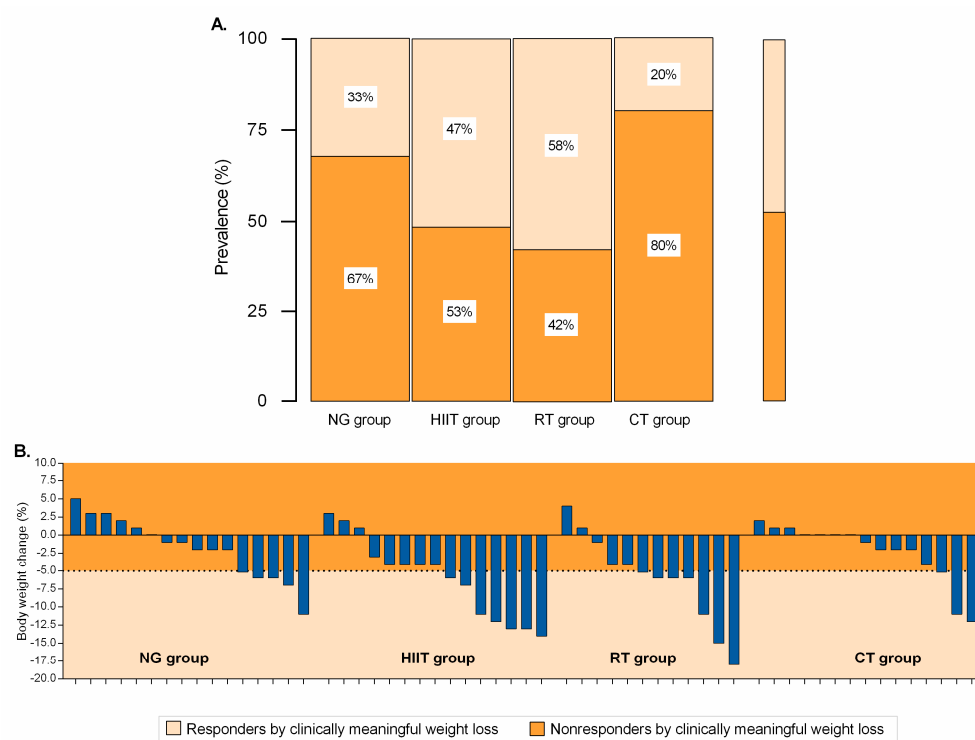 A.
100
75
50
25
0
Prevalence (%)
33%
67%
47%
53%
58%
42%
20%
80%
NG group
HIIT group
RT group
CT group
B.
10.0
7.5
5.0
2.5
0.0
-2.5
-5.0
-7.5
-10.0
-12.5
-15.0
-17.5
-20.0
Body weight change (%)
NG group
HIIT group
RT group
CT group
Responders by clinically meaningful weight loss
Nonresponders by clinically meaningful weight loss